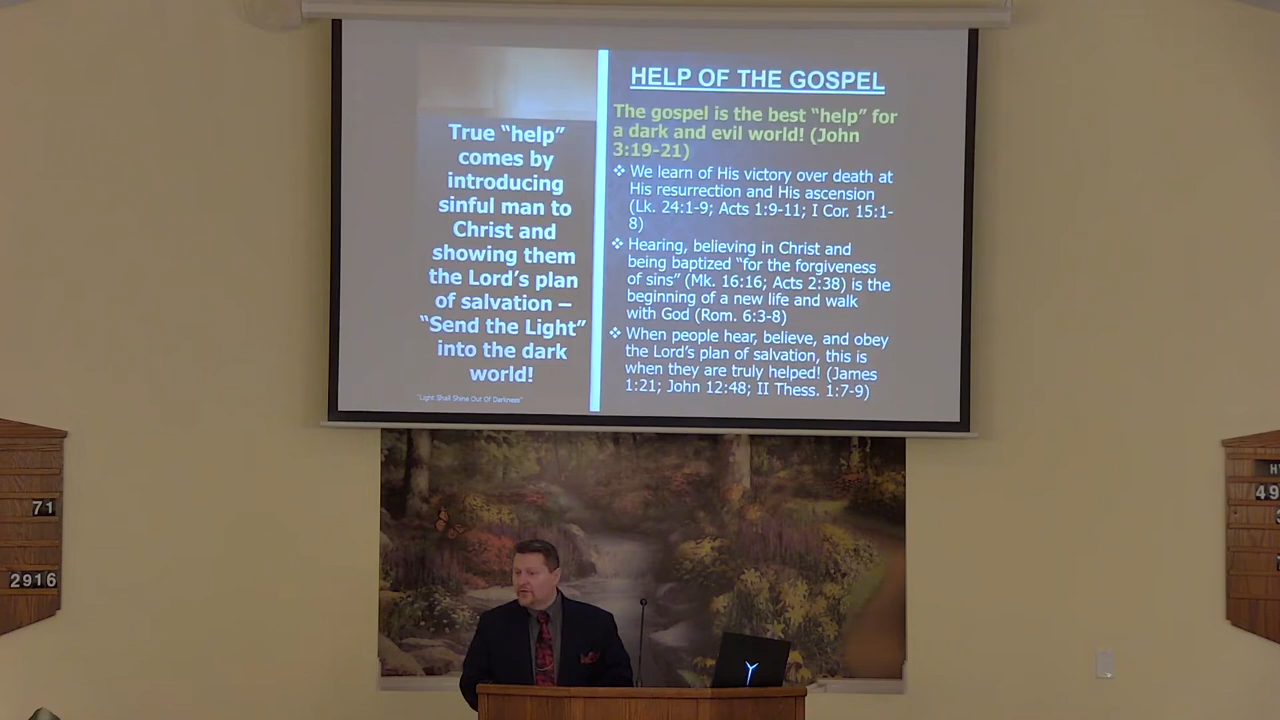 HELP OF THE GOSPEL
The gospel is the best “help” for
a dark and evil world! (John
3:19-21)
❖ We learn of His victory over death at
His resurrection and His ascension
(Lk. 24:1-9; Acts 1:9-11; I Cor. 15:1-
8)
❖ Hearing, believing in Christ and
being baptized “for the forgiveness
of sins” (Mk. 16:16; Acts 2:38) is the
beginning of a new life and walk
with God (Rom. 6:3-8)
❖ When people hear, believe, and obey
the Lord’s plan of salvation, this is
when they are truly helped! (James
1:21; John 12:48; II Thess. 1:7-9)
True “help”
comes by
introducing
sinful man to
Christ and
showing them
the Lord’s plan
of salvation –
“Send the Light”
into the dark
world!
"Light Shall Shine Out Of Darkness"
71
2916
H
49